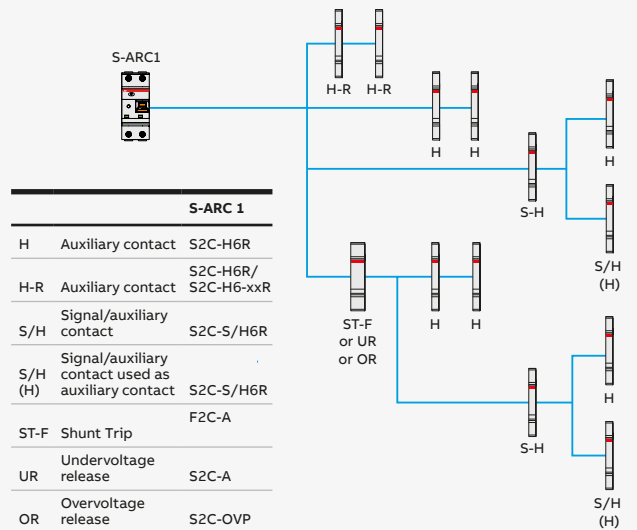 S-ARC1
H-R H-R
H H
H
S-H
S/H
(H)
ST-F
or UR
or OR
H H
H
S-H
S/H
(H)
S-ARC 1
H Auxiliary contact S2C-H6R
H-R Auxiliary contact S2C-H6R/
S2C-H6-xxR
S/H Signal/auxiliary
contact S2C-S/H6R
S/H
(H) Signal/auxiliary
contact used as
auxiliary contact S2C-S/H6R
ST-F Shunt Trip F2C-A
UR Undervoltage
release S2C-A
OR Overvoltage
release S2C-OVP